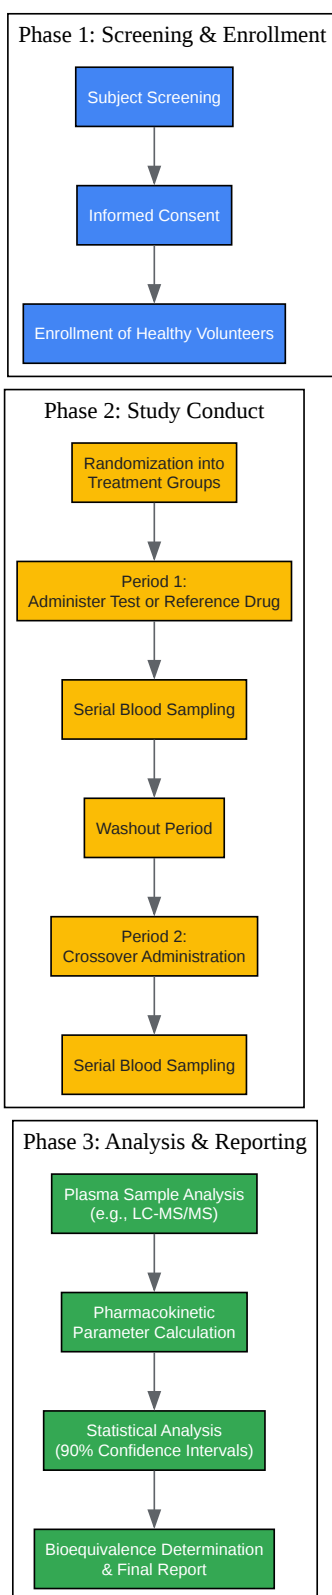 Phase 1: Screening & Enrollment
Subject Screening
Informed Consent
Enrollment of Healthy Volunteers
Phase 2: Study Conduct
Randomization into
Treatment Groups
Period 1:
Administer Test or Reference Drug
Serial Blood Sampling
Washout Period
Period 2:
Crossover Administration
Serial Blood Sampling
Phase 3: Analysis & Reporting
Plasma Sample Analysis
(e.g., LC-MS/MS)
Pharmacokinetic
Parameter Calculation
Statistical Analysis
(90% Confidence Intervals)
Bioequivalence Determination
& Final Report